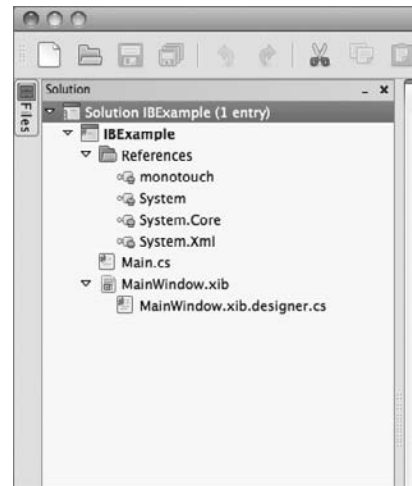 Solution
Files
Solution IBExample (1 entry)
IBExample
References
monotouch
System
System.Core
System.Xml
Main.cs
MainWindow.xib
MainWindow.xib.designer.cs